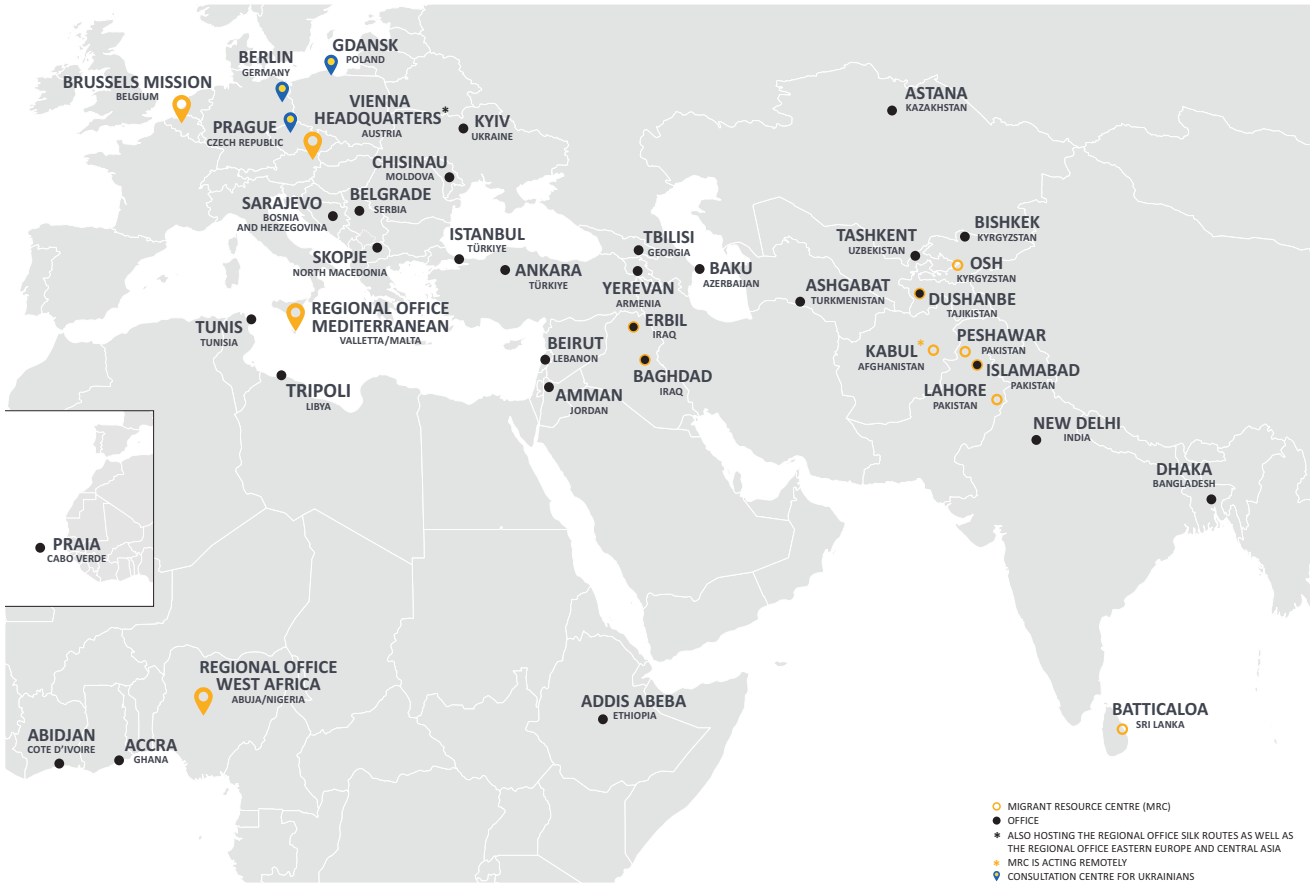 GDANSK
POLAND
BERLIN
GERMANY
BRUSSELS MISSION
BELGIUM
VIENNA
HEADQUARTERS*
AUSTRIA
PRAGUE
CZECH REPUBLIC
KYIV
UKRAINE
ASTANA
KAZAKHSTAN
CHISINAU
MOLDOVA
BELGRADE
SERBIA
SARAJEVO
BOSNIA
AND HERZEGOVINA
SKOPJE
NORTH MACEDONIA
ISTANBUL
TÜRKIYE
ANKARA
TÜRKIYE
TBILISI
GEORGIA
YEREVAN
ARMENIA
BAKU
AZERBAIJAN
TASHKENT
UZBEKISTAN
BISHKEK
KYRGYZSTAN
OSH
KYRGYZSTAN
ASHGABAT
TURKMENISTAN
DUSHANBE
TAJIKISTAN
REGIONAL OFFICE
MEDITERRANEAN
VALLETTA/MALTA
TUNIS
TUNISIA
TRIPOLI
LIBYA
BEIRUT
LEBANON
AMMAN
JORDAN
ERBIL
IRAQ
BAGHDAD
IRAQ
KABUL*
AFGHANISTAN
PESHAWAR
PAKISTAN
ISLAMABAD
PAKISTAN
LAHORE
PAKISTAN
NEW DELHI
INDIA
DHAKA
BANGLADESH
PRAIA
CABO VERDE
REGIONAL OFFICE
WEST AFRICA
ABUJA/NIGERIA
ABIDJAN
COTE D'IVOIRE
ACCRA
GHANA
ADDIS ABEBA
ETHIOPIA
BATTICALOA
SRI LANKA
MIGRANT RESOURCE CENTRE (MRC)
OFFICE
* ALSO HOSTING THE REGIONAL OFFICE SILK ROUTES AS WELL AS
THE REGIONAL OFFICE EASTERN EUROPE AND CENTRAL ASIA
* MRC IS ACTING REMOTELY
CONSULTATION CENTRE FOR UKRAINIANS